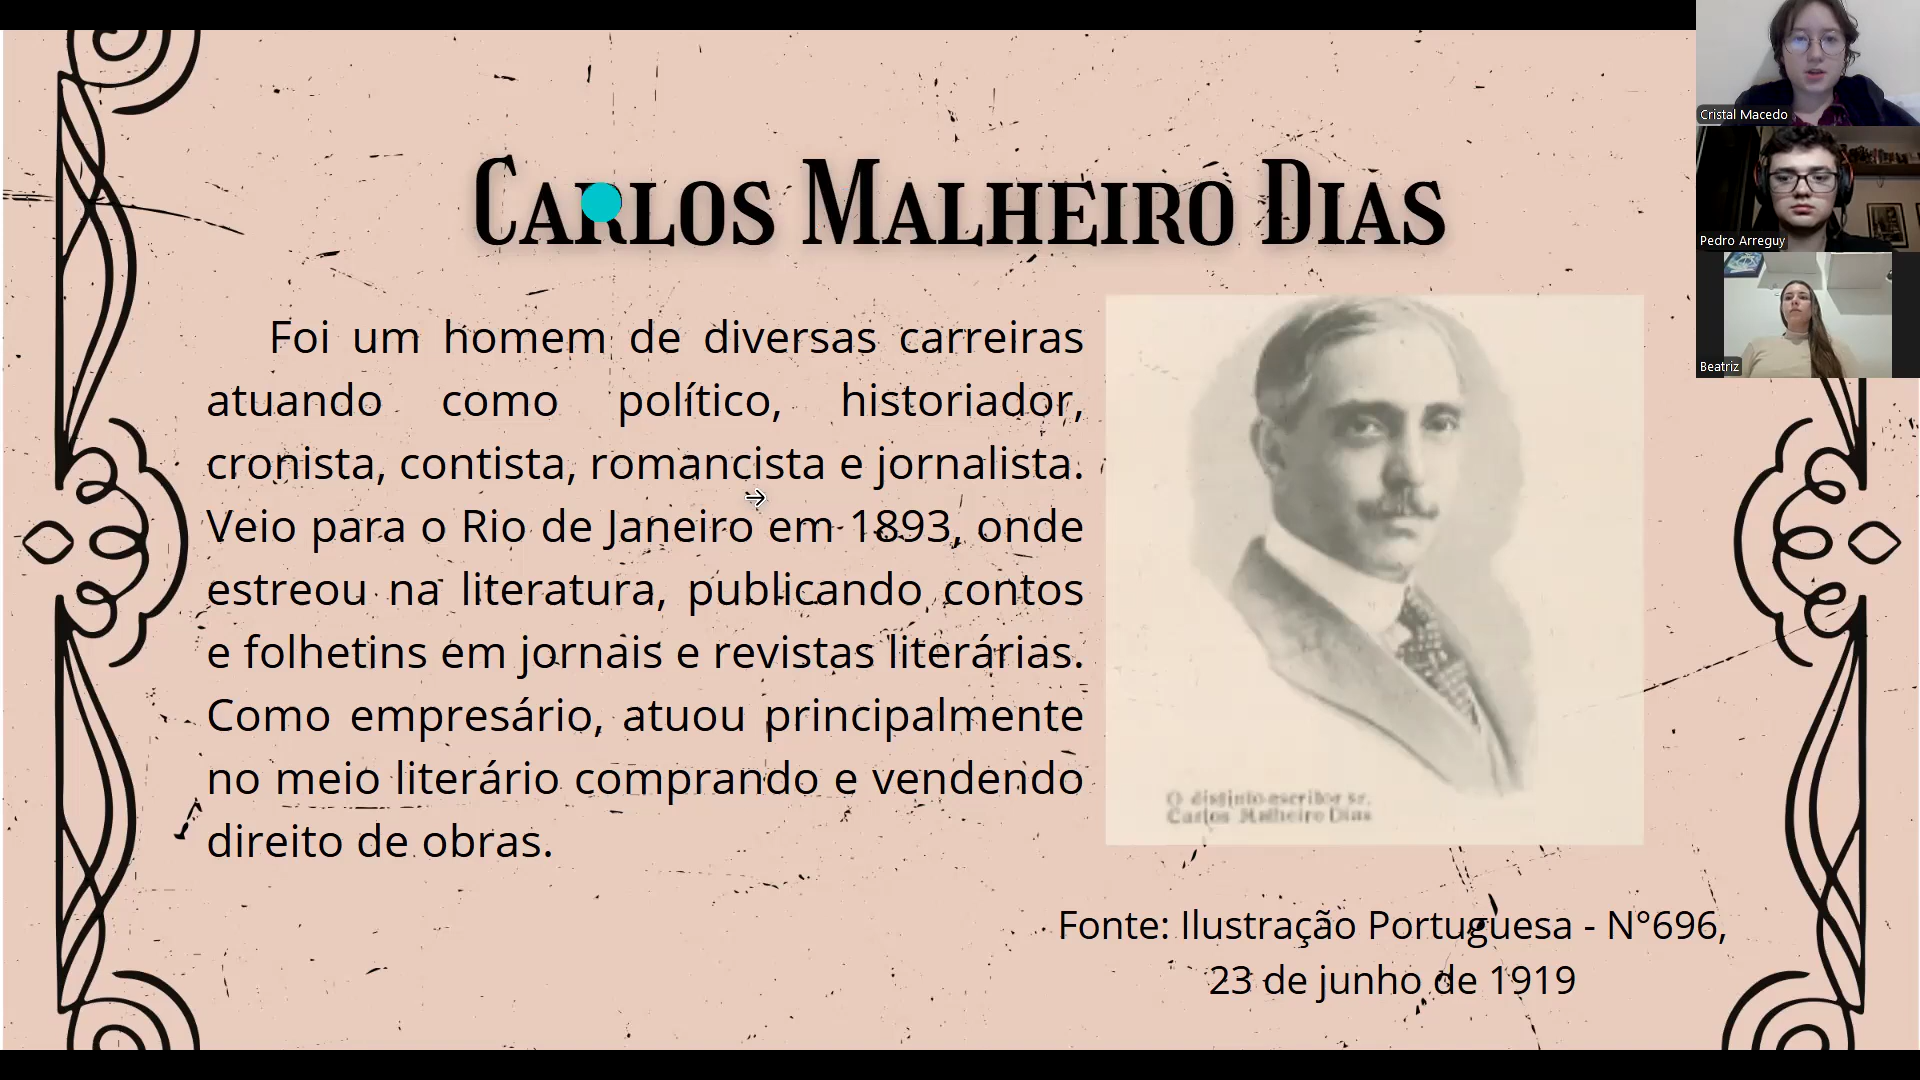 Carlos Malheiro Dias
Foi um homem de diversas carreiras
atuando como político, historiador,
cronista, contista, romancista e jornalista.
Veio para o Rio de Janeiro em 1893, onde
estreou na literatura, publicando contos
e folhetins em jornais e revistas literárias.
Como empresário, atuou principalmente
no meio literário comprando e vendendo
direito de obras.
O distinto escritor sr.
Carlos Malheiro Dias
Fonte: Ilustração Portuguesa - N°696,
23 de junho de 1919
Cristal Macedo
Pedro Arreguy
Beatriz